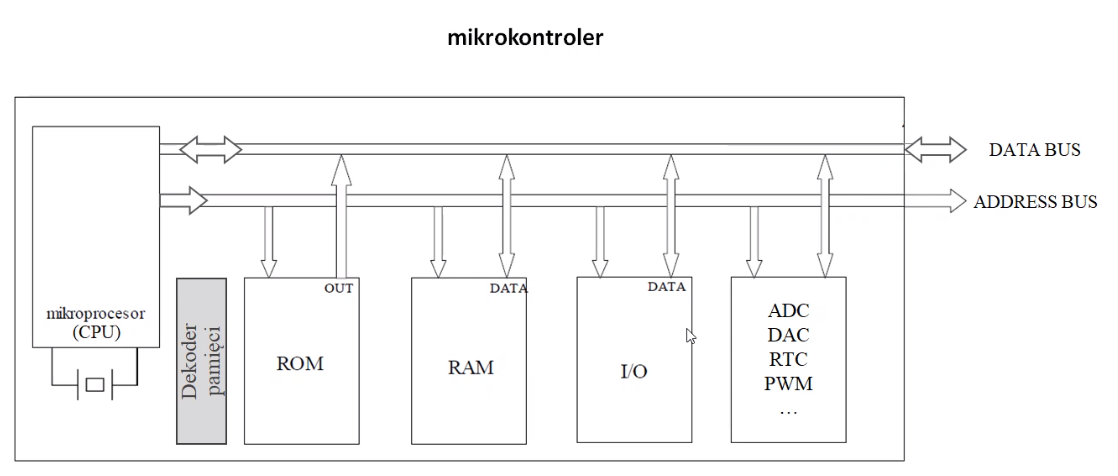 mikrokontroler
DATA BUS
ADDRESS BUS
mikroprocesor
(CPU)
Dekoder
pamięci
OUT
ROM
DATA
RAM
DATA
I/O
ADC
DAC
RTC
PWM
…